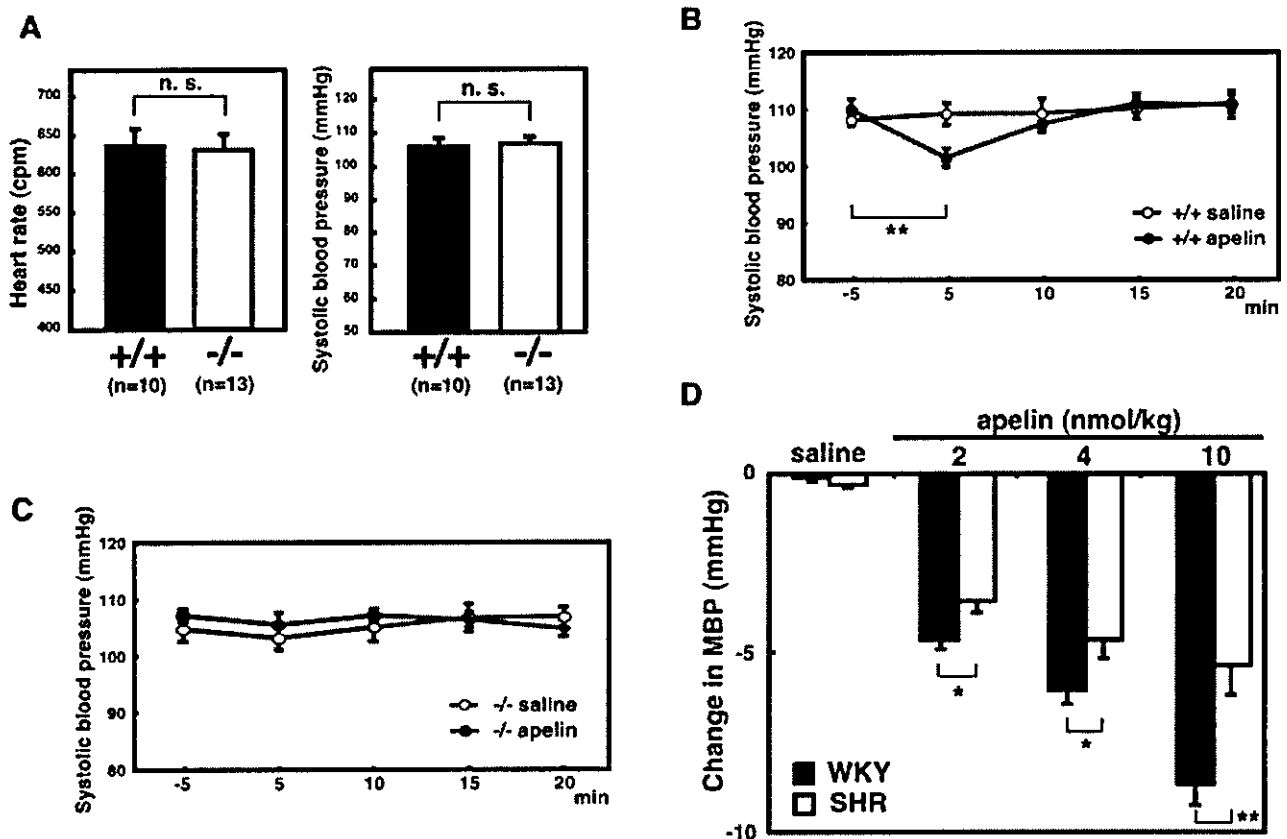 A
Heart rate (cpm)
700
650
600
550
500
450
400
n. s.
+/+
-/-
(n=10)
(n=13)
Systolic blood pressure (mmHg)
120
110
100
90
80
70
60
50
n. s.
+/+
-/-
(n=10)
(n=13)
B
Systolic blood pressure (mmHg)
120
110
100
90
80
**
+/+ saline
+/+ apelin
-5
5
10
15
20
min
C
Systolic blood pressure (mmHg)
120
110
100
90
80
-/- saline
-/- apelin
-5
5
10
15
20
min
D
apelin (nmol/kg)
saline
2
4
10
Change in MBP (mmHg)
0
-5
-10
*
*
**
WKY
SHR